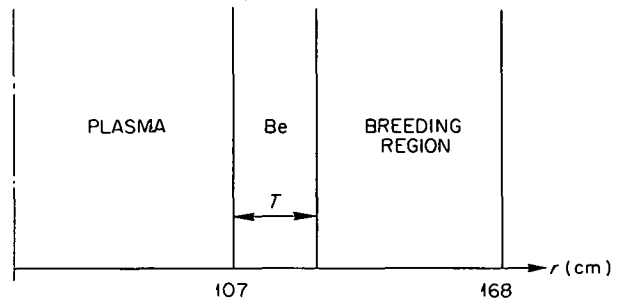 PLASMA
Be
BREEDING
REGION
T
r (cm)
107
168